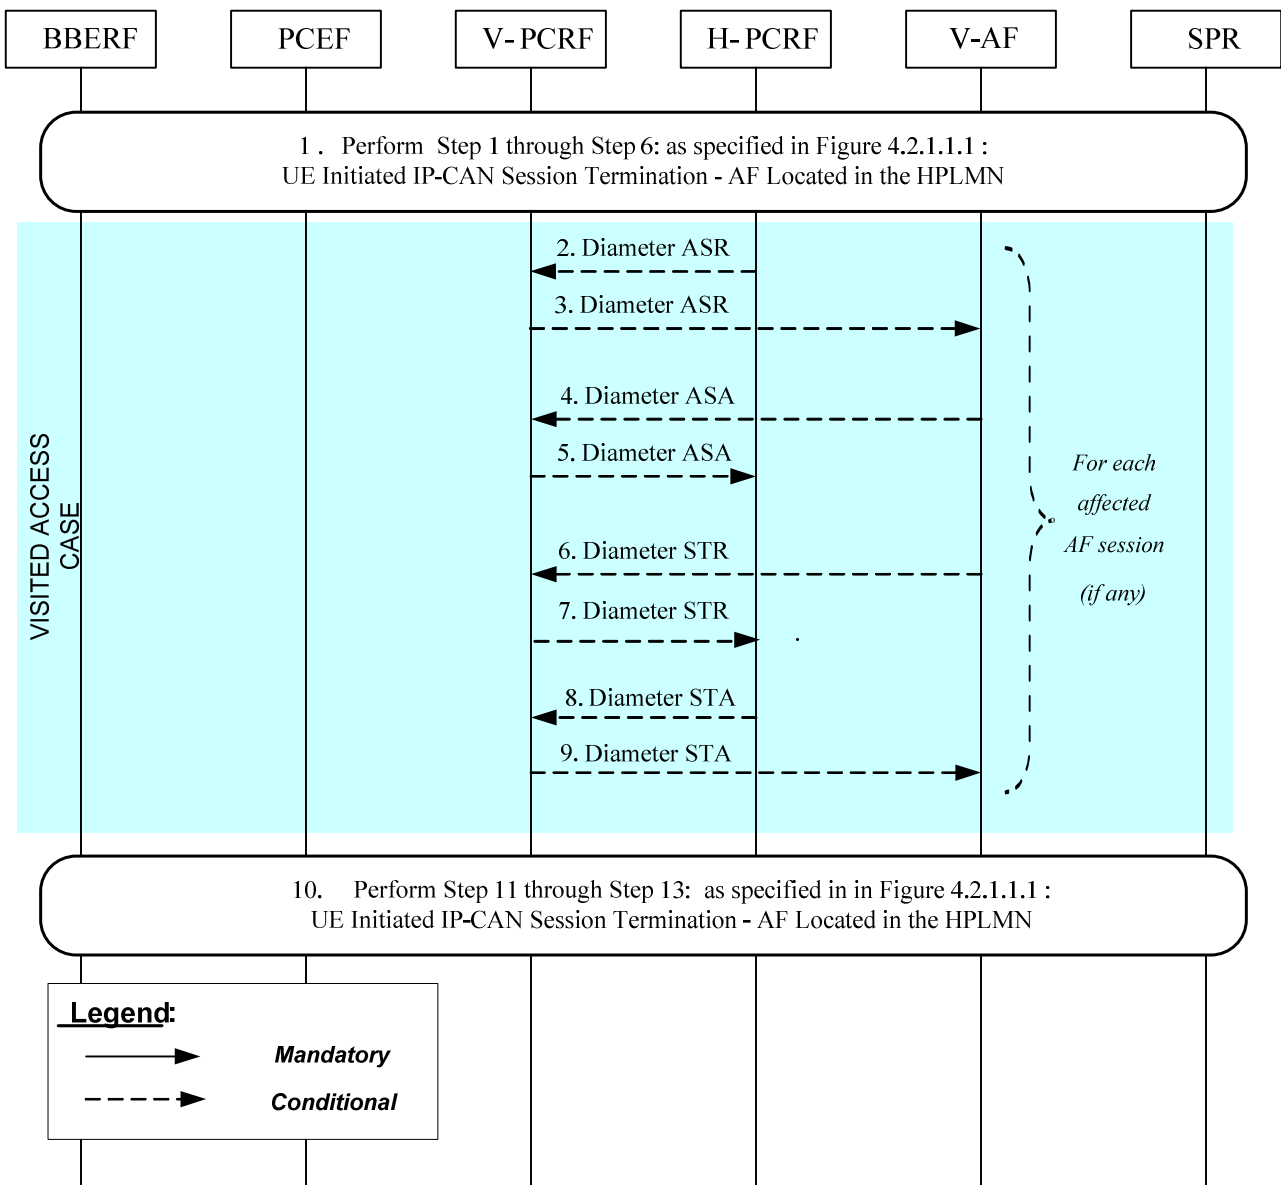 BBERF
PCEF
V-PCRF
H-PCRF
V-AF
SPR
1 . Perform Step 1 through Step 6: as specified in Figure 4.2.1.1.1 :
UE Initiated IP-CAN Session Termination - AF Located in the HPLMN
VISITED ACCESS
CASE
2. Diameter ASR
3. Diameter ASR
4. Diameter ASA
5. Diameter ASA
6. Diameter STR
7. Diameter STR
8. Diameter STA
9. Diameter STA
For each
affected
AF session
(if any)
10. Perform Step 11 through Step 13: as specified in in Figure 4.2.1.1.1 :
UE Initiated IP-CAN Session Termination - AF Located in the HPLMN
Legend:
Mandatory
Conditional